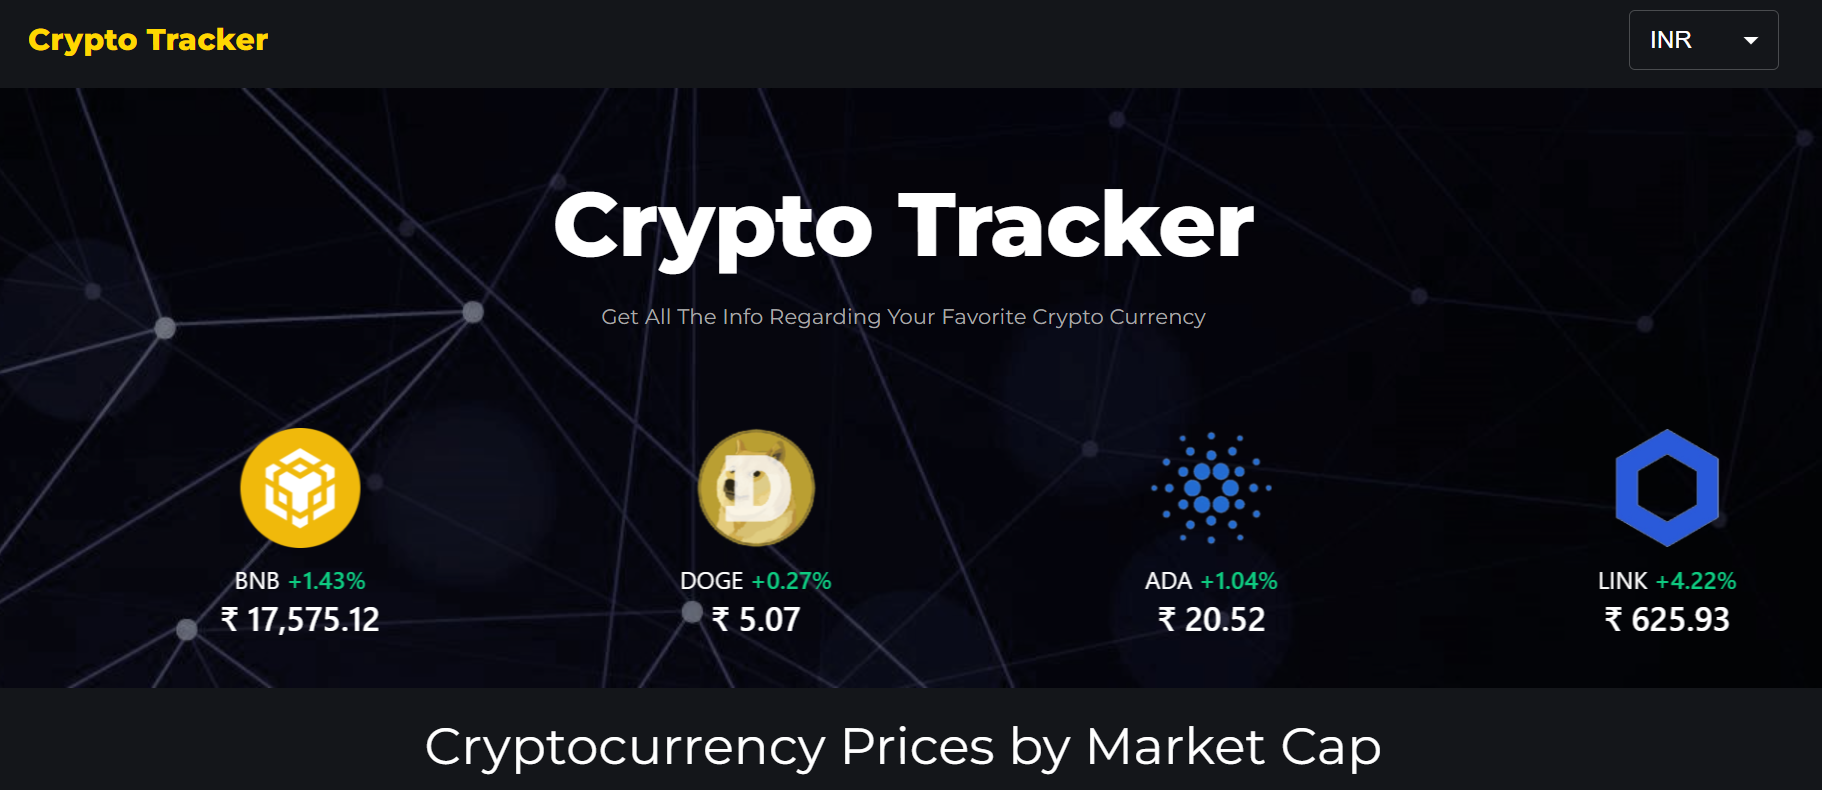 Crypto Tracker
INR
Crypto Tracker
Get All The Info Regarding Your Favorite Crypto Currency
D
BNB +1.43%
₹ 17,575.12
DOGE +0.27%
₹ 5.07
ADA +1.04%
₹ 20.52
LINK +4.22%
₹ 625.93
Cryptocurrency Prices by Market Cap